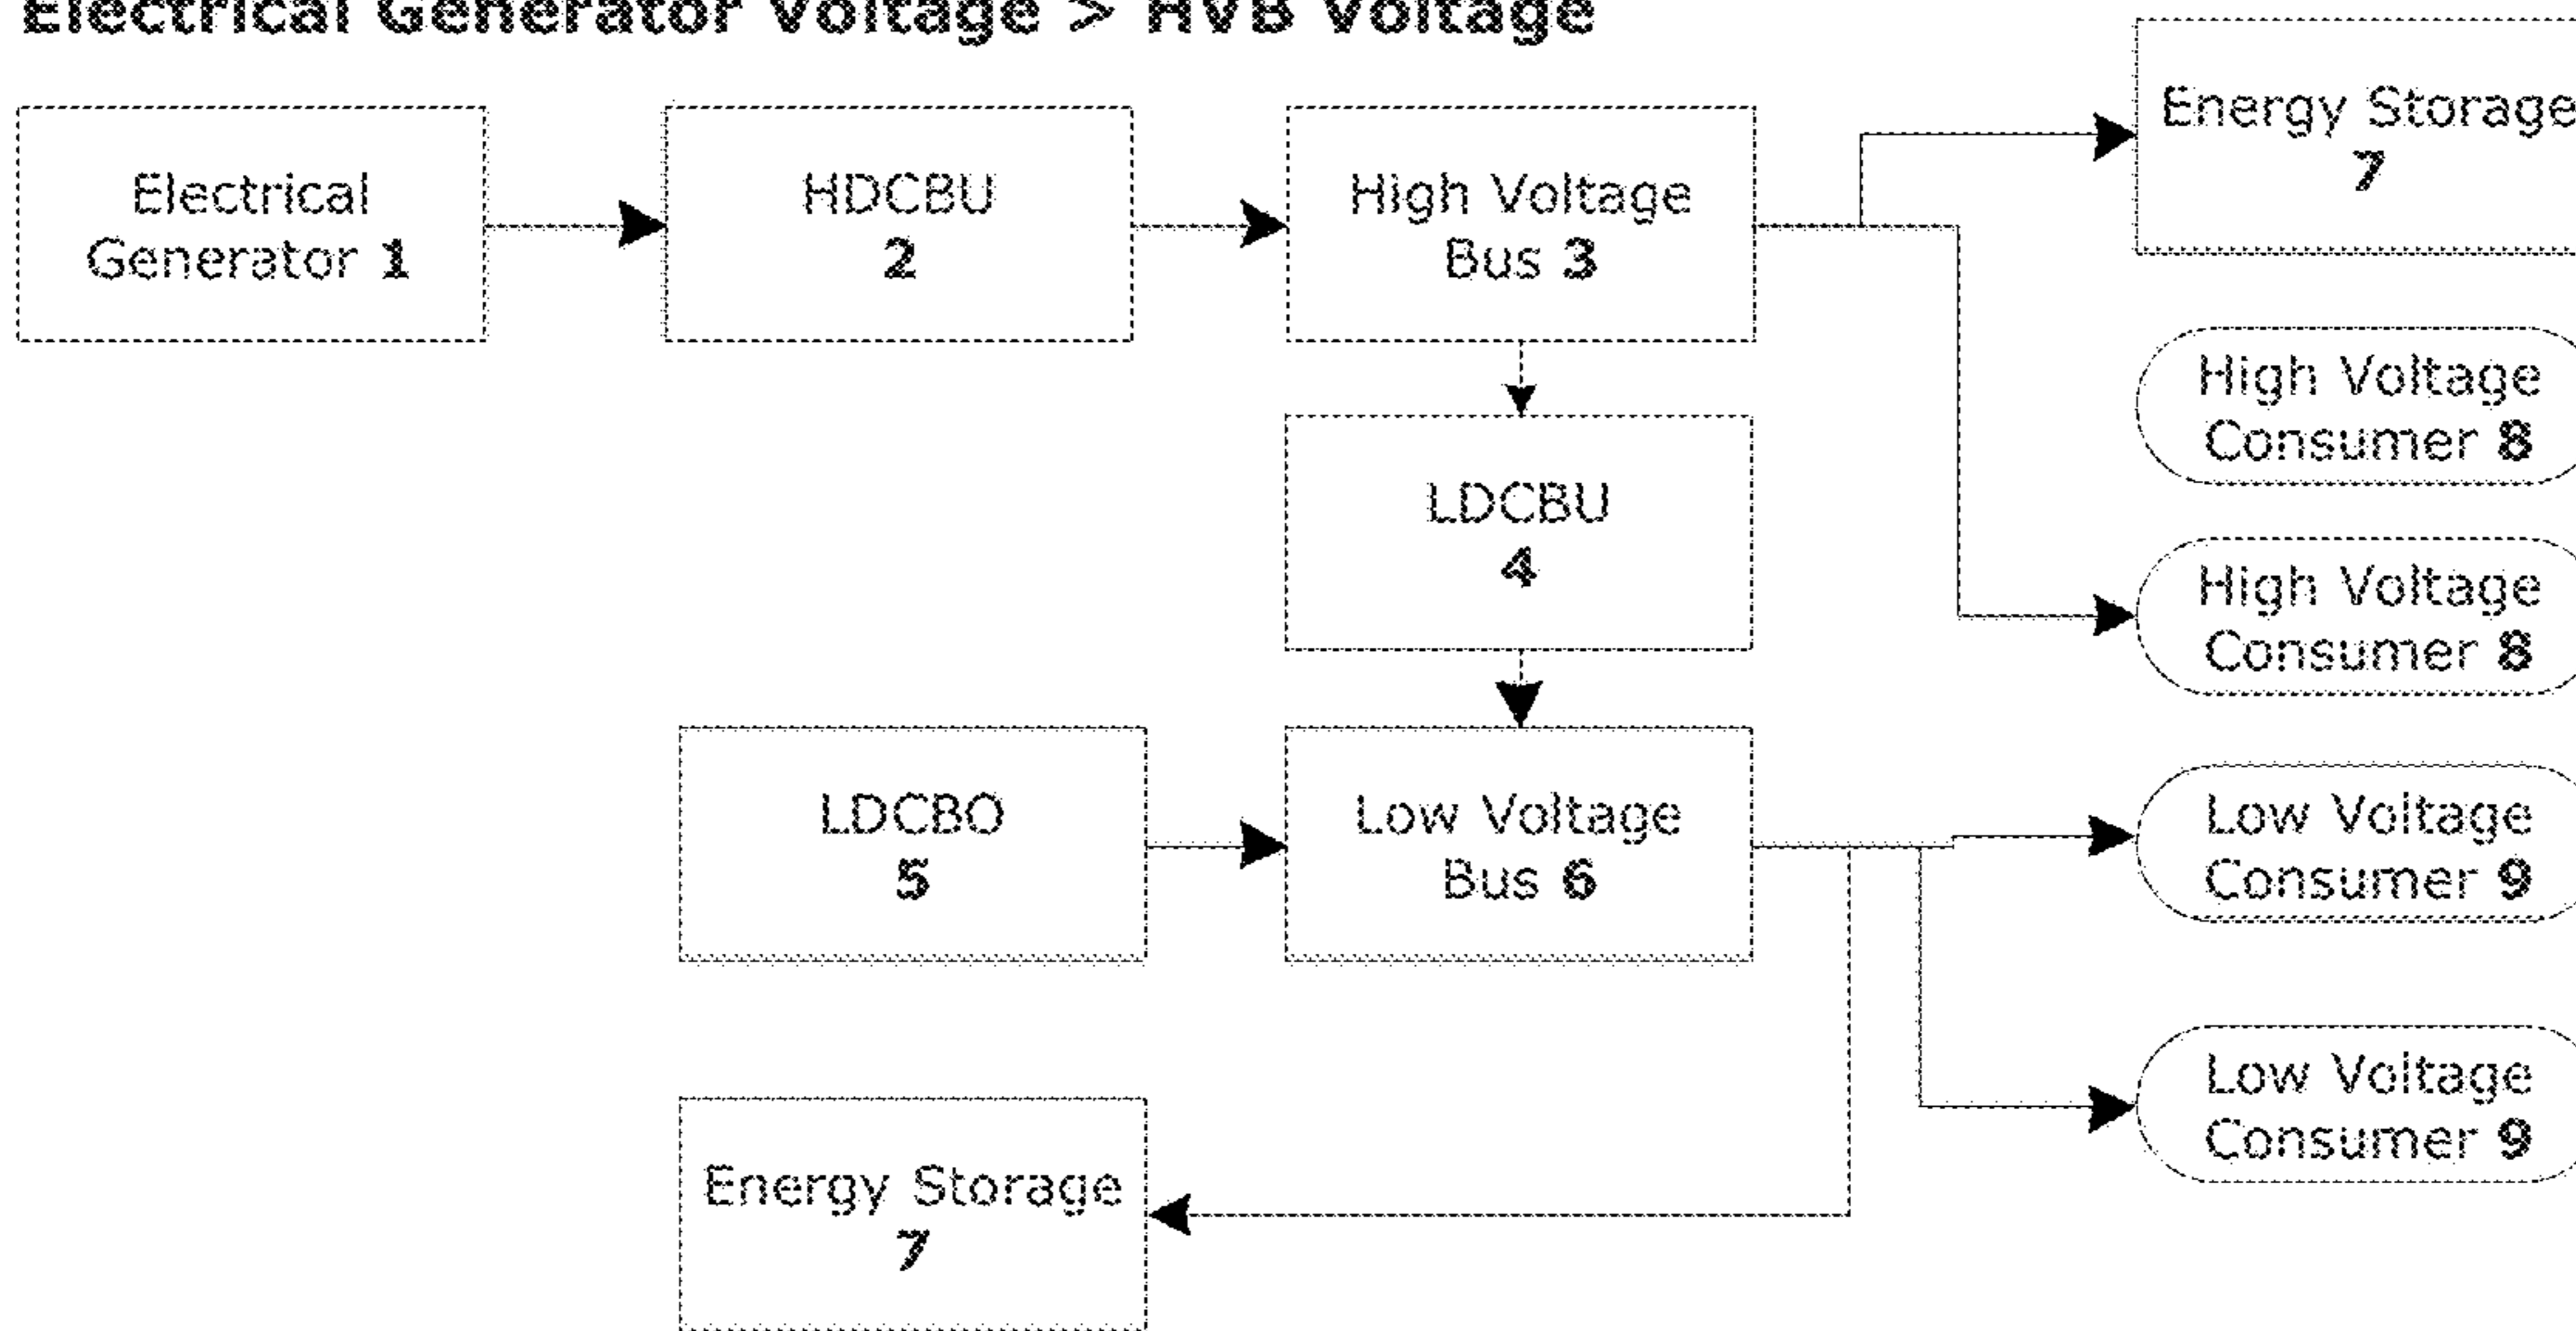 Electrical Generator Voltage > HVB Voltage
Electrical
Generator 1
HDCBU
2
High Voltage
Bus 3
Energy Storage
7
High Voltage
Consumer 8
LDCBU
4
High Voltage
Consumer 8
LDCBO
5
Low Voltage
Bus 6
Low Voltage
Consumer 9
Low Voltage
Consumer 9
Energy Storage
7